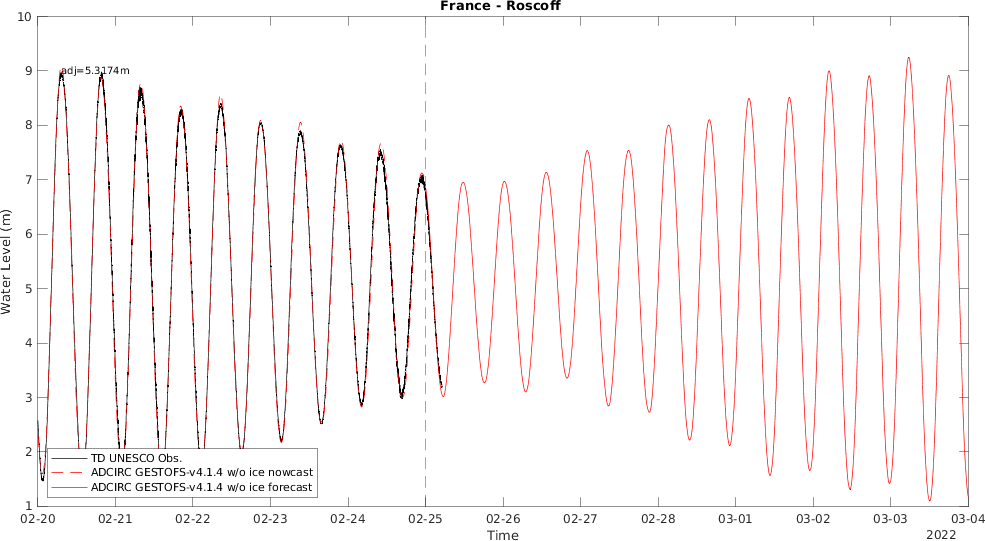 France - Roscoff
10
9
8
7
6
5
4
3
2
1
Water Level (m)
adj=5.3174m
TD UNESCO Obs.
ADCIRC GESTOFS-v4.1.4 w/o ice nowcast
ADCIRC GESTOFS-v4.1.4 w/o ice forecast
02-20 02-21 02-22 02-23 02-24 02-25 02-26 02-27 02-28 03-01 03-02 03-03 03-04
Time
2022